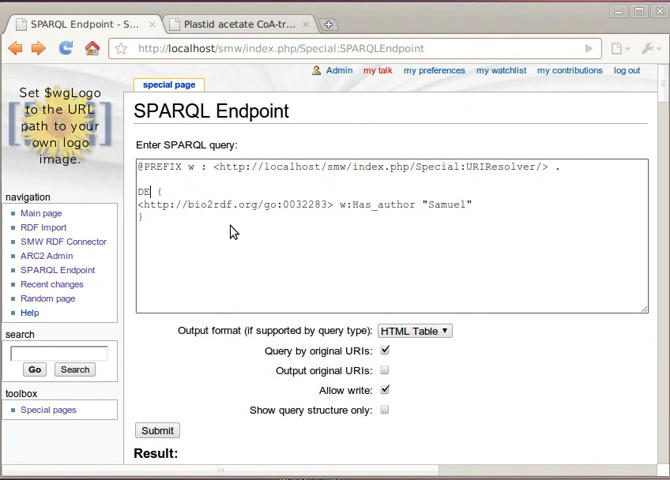 SPARQL Endpoint - S...
Plastid acetate CoA-tr...
http://localhost/smw/index.php/Special:SPARQLEndpoint
Admin my talk my preferences my watchlist my contributions log out
Set $wgLogo
to the URL
path to your
own logo
image.
special page
SPARQL Endpoint
Enter SPARQL query:
@PREFIX w : <http://localhost/smw/index.php/Special:URIResolver/> .
DE {
<http://bio2rdf.org/go:0032283> w:Has_author "Samuel"
}
navigation
Main page
RDF Import
SMW RDF Connector
ARC2 Admin
SPARQL Endpoint
Recent changes
Random page
Help
search
Go
Search
toolbox
Special pages
Output format (if supported by query type): HTML Table
Query by original URIs:
Output original URIs:
Allow write:
Show query structure only:
Submit
Result: